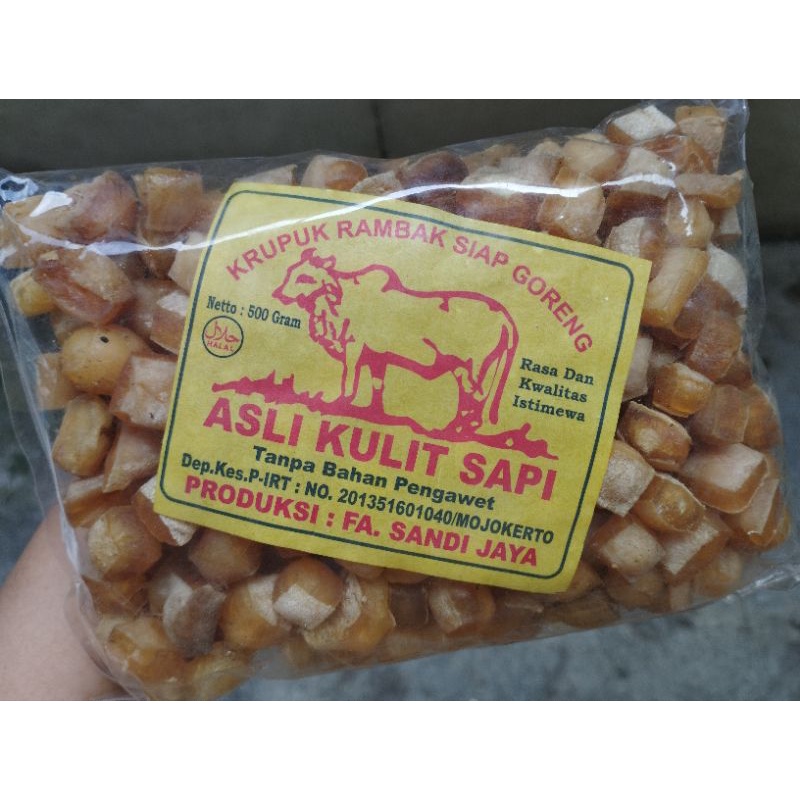 KRUPUK RAMBAK SIAP GORENG
Netto : 500 Gram
حلال
HALAL
Rasa Dan
Kwalitas
Istimewa
ASLI KULIT SAPI
Tanpa Bahan Pengawet
Dep.Kes.P-IRT : NO. 201351601040/MOJOKERTO
PRODUKSI : FA. SANDI JAYA